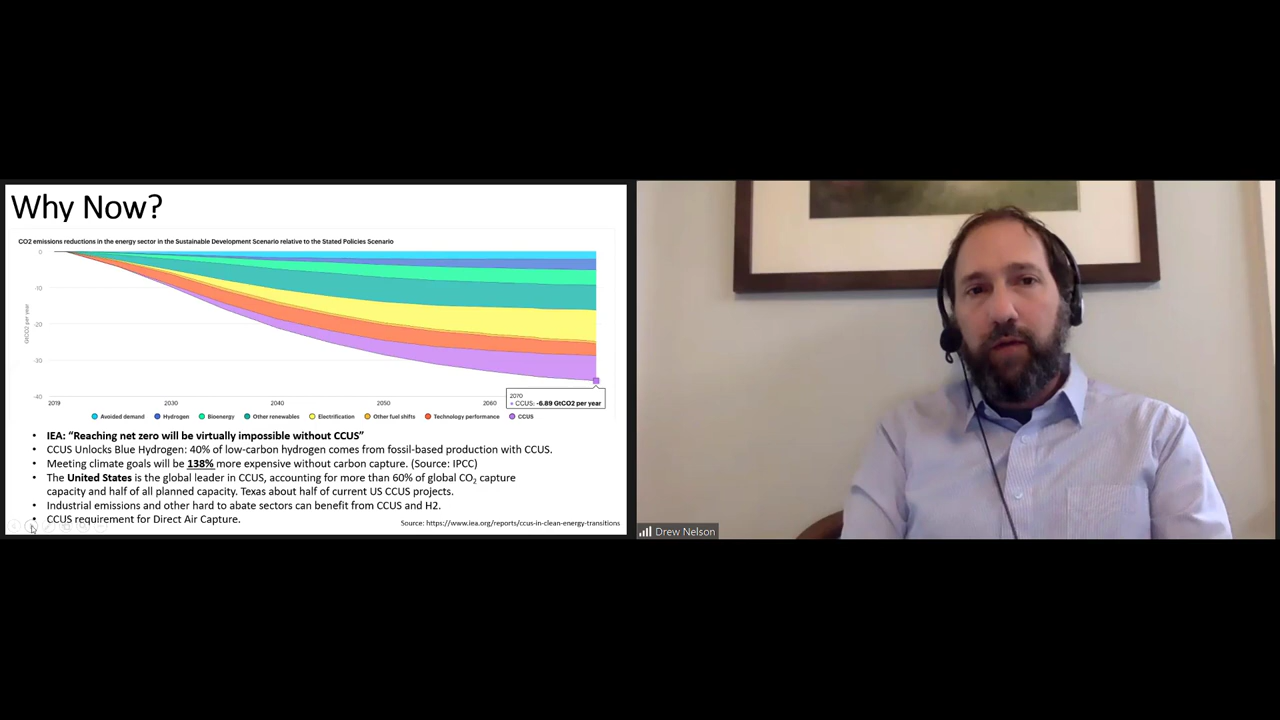 Why Now?
CO2 emissions reductions in the energy sector in the Sustainable Development Scenario relative to the Stated Policies Scenario
0
-10
-20
-30
-40
GtCO2 per year
2019 2030 2040 2050 2060
2070
CCUS: -6.89 GtCO2 per year
Avoided demand Hydrogen Bioenergy Other renewables Electrification Other fuel shifts Technology performance CCUS
• IEA: “Reaching net zero will be virtually impossible without CCUS”
• CCUS Unlocks Blue Hydrogen: 40% of low-carbon hydrogen comes from fossil-based production with CCUS.
• Meeting climate goals will be 138% more expensive without carbon capture. (Source: IPCC)
• The United States is the global leader in CCUS, accounting for more than 60% of global CO₂ capture
capacity and half of all planned capacity. Texas about half of current US CCUS projects.
• Industrial emissions and other hard to abate sectors can benefit from CCUS and H2.
• CCUS requirement for Direct Air Capture.
Source: https://www.iea.org/reports/ccus-in-clean-energy-transitions
Drew Nelson